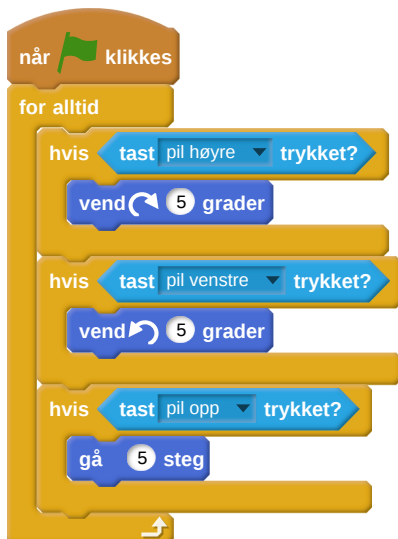 når klikkes
for alltid
hvis tast pil høyre trykket?
vend 5 grader
hvis tast pil venstre trykket?
vend 5 grader
hvis tast pil opp trykket?
gå 5 steg